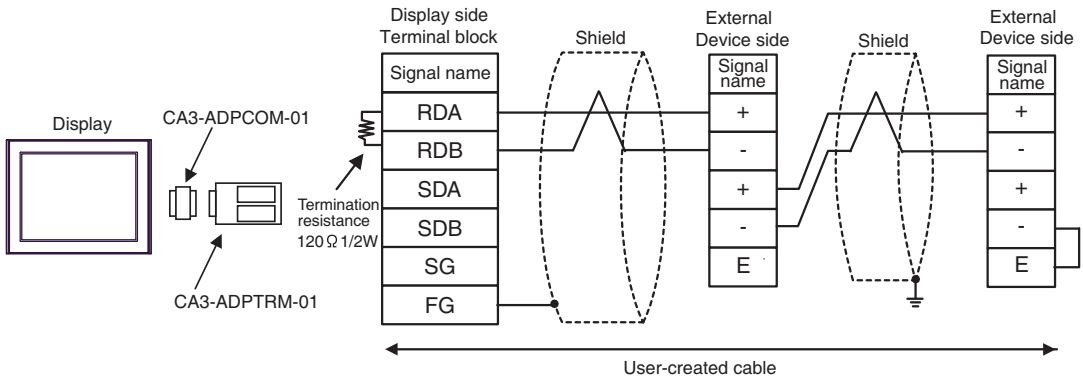 Display
CA3-ADPCOM-01
CA3-ADPTRM-01
Termination
resistance
120Ω 1/2W
Display side
Terminal block
Signal name
RDA
RDB
SDA
SDB
SG
FG
Shield
External
Device side
Signal
name
+
-
+
-
E
Shield
External
Device side
Signal
name
+
-
+
-
E
User-created cable